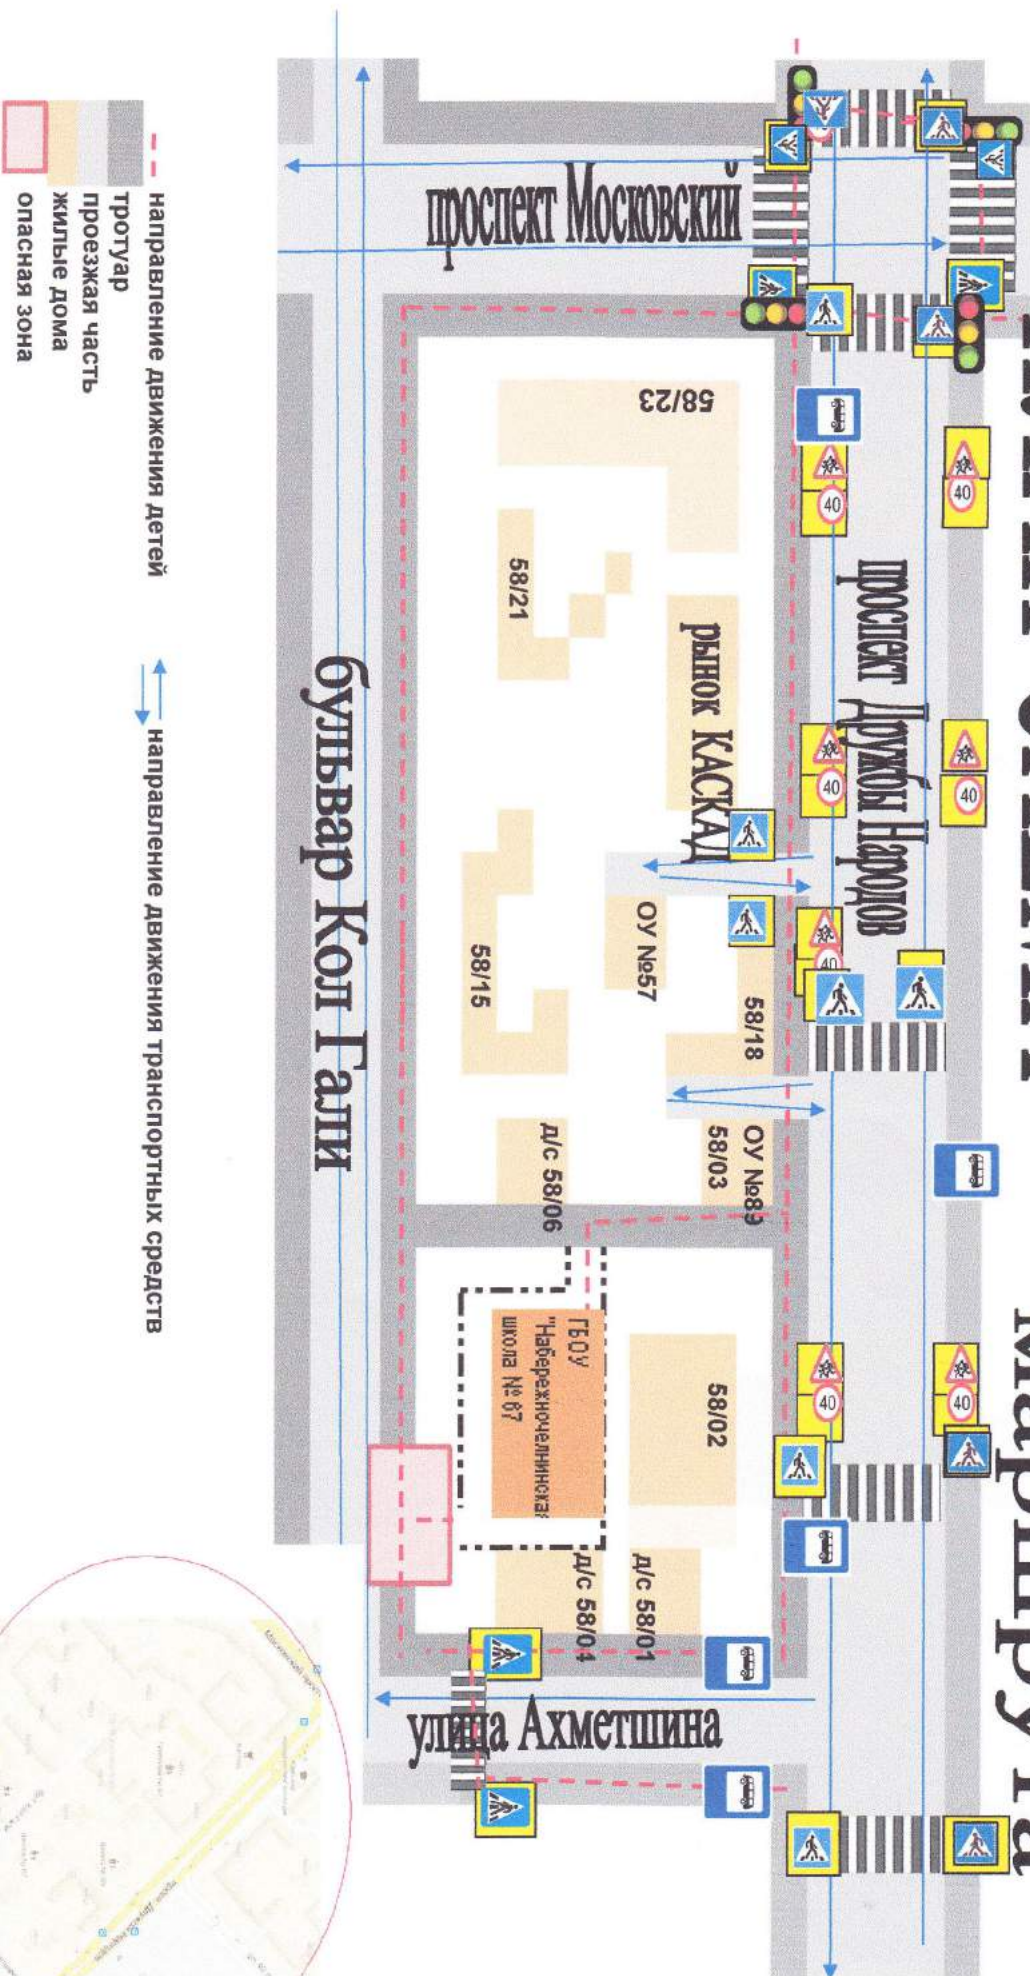 Маршрута
проспект Московский
проспект Дружбы Народов
40
40
40
40
40
40
40
58/23
58/21
рынок КАСКАД
ОУ №57
58/15
58/18
ОУ №89
58/03
д/с 58/06
58/02
ГБОУ
"Набережночелнинская
школа № 67
д/с 58/01
д/с 58/04
улица Ахметшина
бульвар Кол Гали
направление движения детей
направление движения транспортных средств
тротуар
проезжая часть
жилые дома
опасная зона